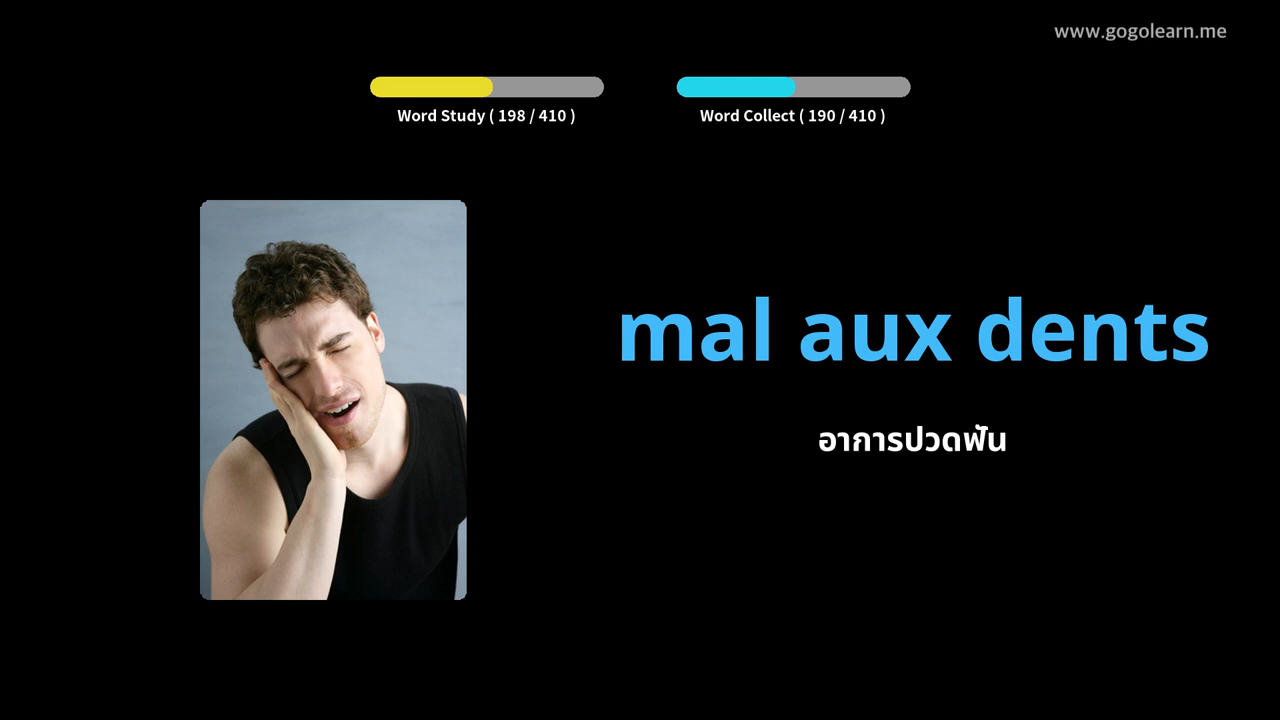 www.gogolearn.me
Word Study ( 198 / 410 )
Word Collect ( 190 / 410 )
mal aux dents
อาการปวดฟัน